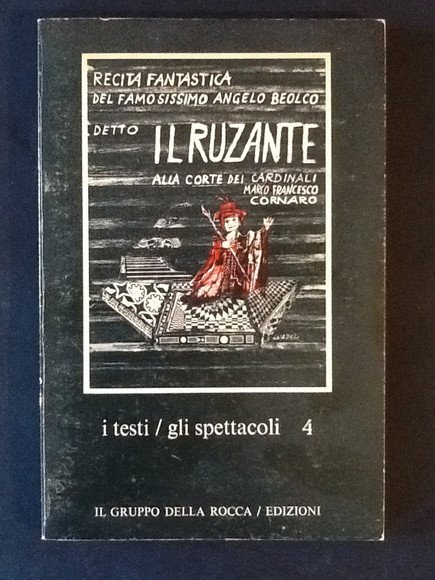 RECITA FANTASTICA
DEL FAMOSISSIMO ANGELO BEOLCO
DETTO IL RUZANTE
ALLA CORTE DEI CARDINALI
MARCO FRANCESCO
CORNARO
i testi / gli spettacoli 4
IL GRUPPO DELLA ROCCA / EDIZIONI